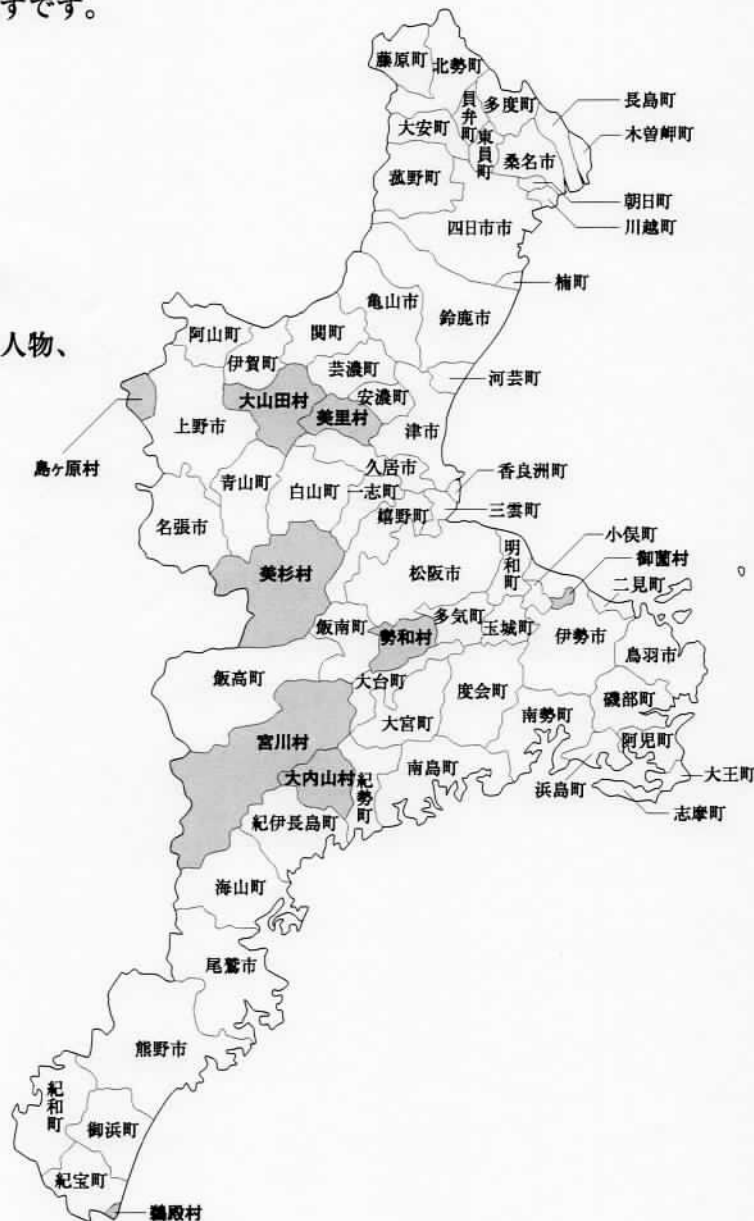 すです。
藤原町
北勢町
員弁町
多度町
長島町
木曽岬町
大安町
東員町
桑名市
菰野町
朝日町
川越町
四日市市
楠町
亀山市
鈴鹿市
人物、
阿山町
関町
伊賀町
芸濃町
河芸町
大山田村
安濃町
美里村
上野市
津市
島ヶ原村
久居市
香良洲町
青山町
白山町
一志町
三雲町
名張市
嬉野町
小俣町
明和町
御薗村
松阪市
二見町
美杉村
多気町
玉城町
飯南町
勢和村
伊勢市
鳥羽市
飯高町
大台町
度会町
磯部町
大宮町
南勢町
宮川村
阿児町
南島町
大王町
大内山村
紀勢町
浜島町
志摩町
紀伊長島町
海山町
尾鷲市
熊野市
紀和町
御浜町
紀宝町
鵜殿村